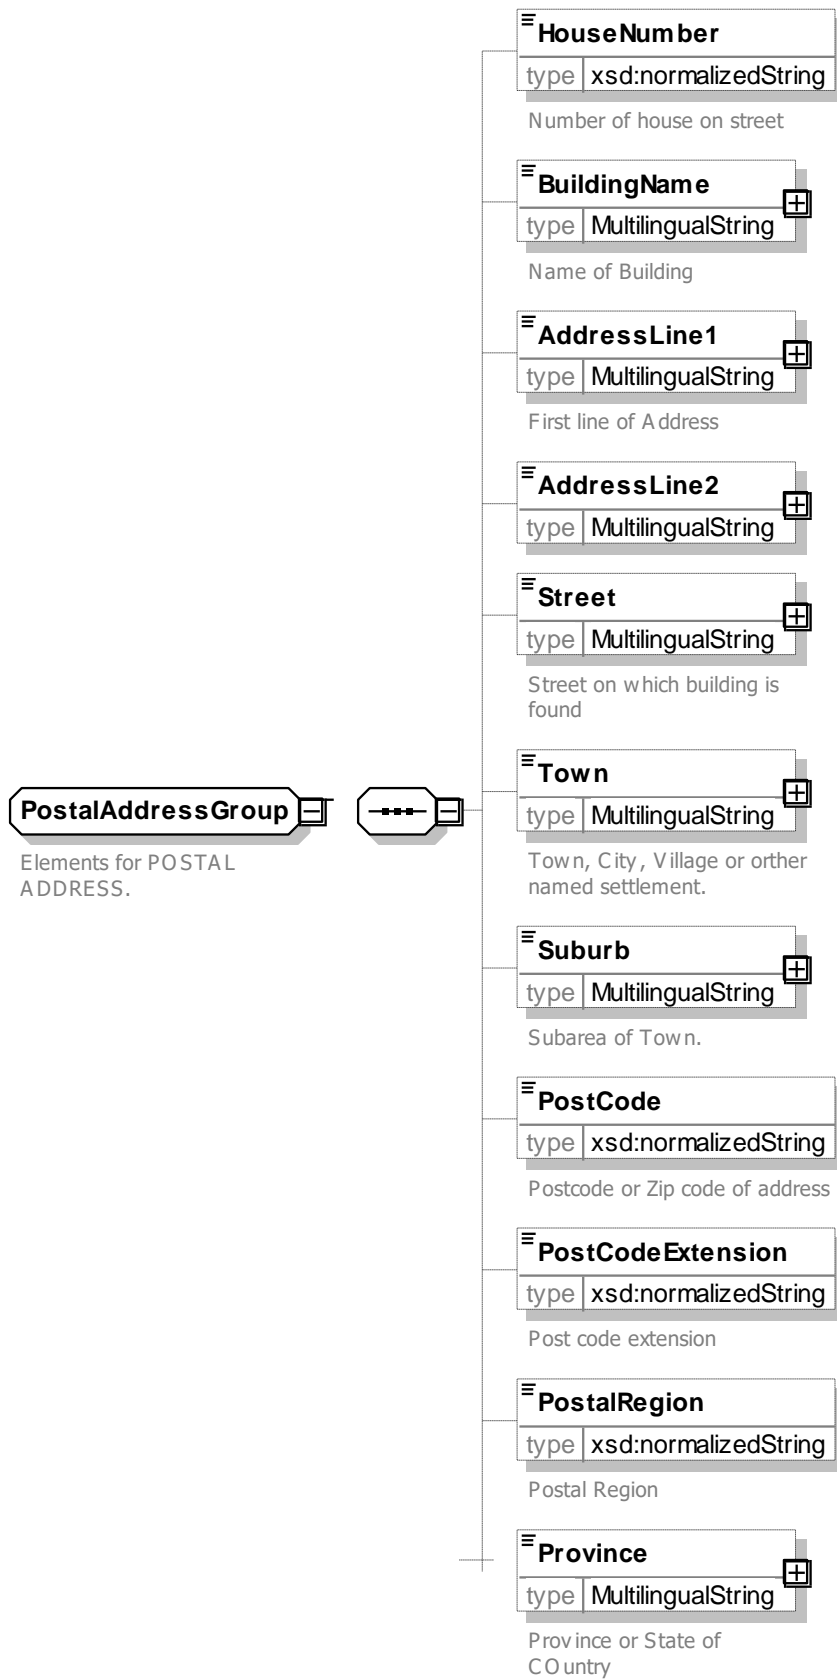 HouseNumber
type xsd:normalizedString
Number of house on street
BuildingName
type MultilingualString
Name of Building
AddressLine1
type MultilingualString
First line of Address
AddressLine2
type MultilingualString
Street
type MultilingualString
Street on which building is
found
PostalAddressGroup
Elements for POSTAL
ADDRESS.
Town
type MultilingualString
Town, City, Village or orther
named settlement.
Suburb
type MultilingualString
Subarea of Town.
PostCode
type xsd:normalizedString
Postcode or Zip code of address
PostCodeExtension
type xsd:normalizedString
Post code extension
PostalRegion
type xsd:normalizedString
Postal Region
Province
type MultilingualString
Province or State of
COuntry